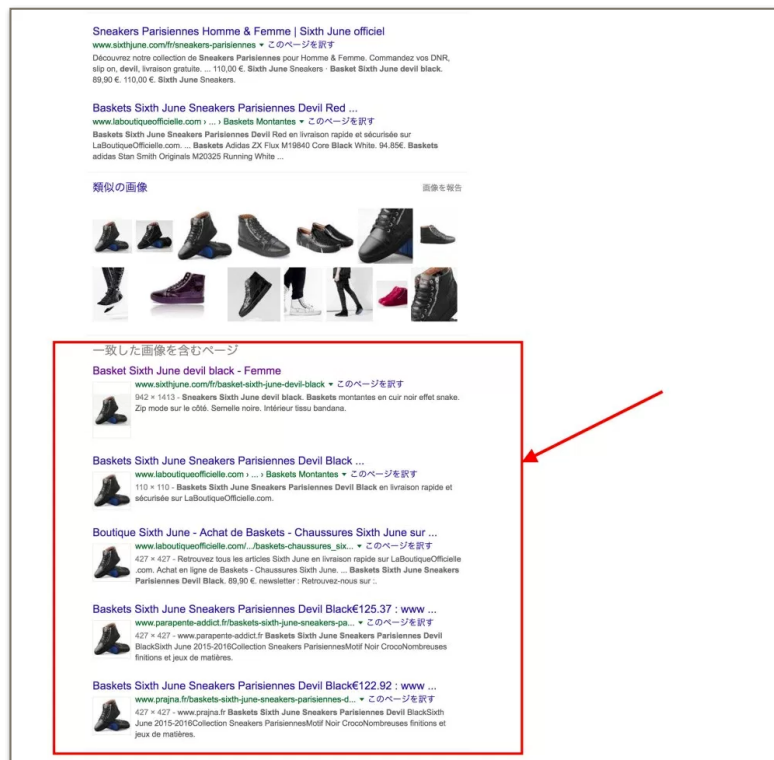 Sneakers Parisiennes Homme & Femme | Sixth June officiel
www.sixthjune.com/fr/sneakers-parisiennes ▼ このページを訳す
Découvrez notre collection de Sneakers Parisiennes pour Homme & Femme. Commandez vos DNR,
slip on, devil, livraison gratuite. ... 110,00 €. Sixth June Sneakers · Basket Sixth June devil black.
89,90 €. 110,00 €. Sixth June Sneakers.
Baskets Sixth June Sneakers Parisiennes Devil Red ...
www.laboutiqueofficielle.com › ... › Baskets Montantes ▼ このページを訳す
Baskets Sixth June Sneakers Parisiennes Devil Red en livraison rapide et sécurisée sur
LaBoutiqueOfficielle.com. ... Baskets Adidas ZX Flux M19840 Core Black White. 94,85€. Baskets
adidas Stan Smith Originals M20325 Running White ...
類似の画像 画像を報告
一致した画像を含むページ
Basket Sixth June devil black - Femme
www.sixthjune.com/fr/basket-sixth-june-devil-black ▼ このページを訳す
942 × 1413 - Sneakers Sixth June devil black. Baskets montantes en cuir noir effet snake.
Zip mode sur le côté. Semelle noire. Intérieur tissu bandana.
Baskets Sixth June Sneakers Parisiennes Devil Black ...
www.laboutiqueofficielle.com › ... › Baskets Montantes ▼ このページを訳す
110 × 110 - Baskets Sixth June Sneakers Parisiennes Devil Black en livraison rapide et
sécurisée sur LaBoutiqueOfficielle.com.
Boutique Sixth June - Achat de Baskets - Chaussures Sixth June sur ...
www.laboutiqueofficielle.com/.../baskets-chaussures_six... ▼ このページを訳す
427 × 427 - Retrouvez tous les articles Sixth June en livraison rapide sur LaBoutiqueOfficielle
.com. Achat en ligne de Baskets - Chaussures Sixth June. ... Baskets Sixth June Sneakers
Parisiennes Devil Black. 89,90 €. newsletter : Retrouvez-nous sur :.
Baskets Sixth June Sneakers Parisiennes Devil Black€125.37 : www ...
www.parapente-addict.fr/baskets-sixth-june-sneakers-pa... ▼ このページを訳す
427 × 427 - www.parapente-addict.fr Baskets Sixth June Sneakers Parisiennes Devil
BlackSixth June 2015-2016Collection Sneakers ParisiennesMotif Noir CrocoNombreuses
finitions et jeux de matières.
Baskets Sixth June Sneakers Parisiennes Devil Black€122.92 : www ...
www.prajna.fr/baskets-sixth-june-sneakers-parisiennes-d... ▼ このページを訳す
427 × 427 - www.prajna.fr Baskets Sixth June Sneakers Parisiennes Devil BlackSixth
June 2015-2016Collection Sneakers ParisiennesMotif Noir CrocoNombreuses finitions et
jeux de matières.